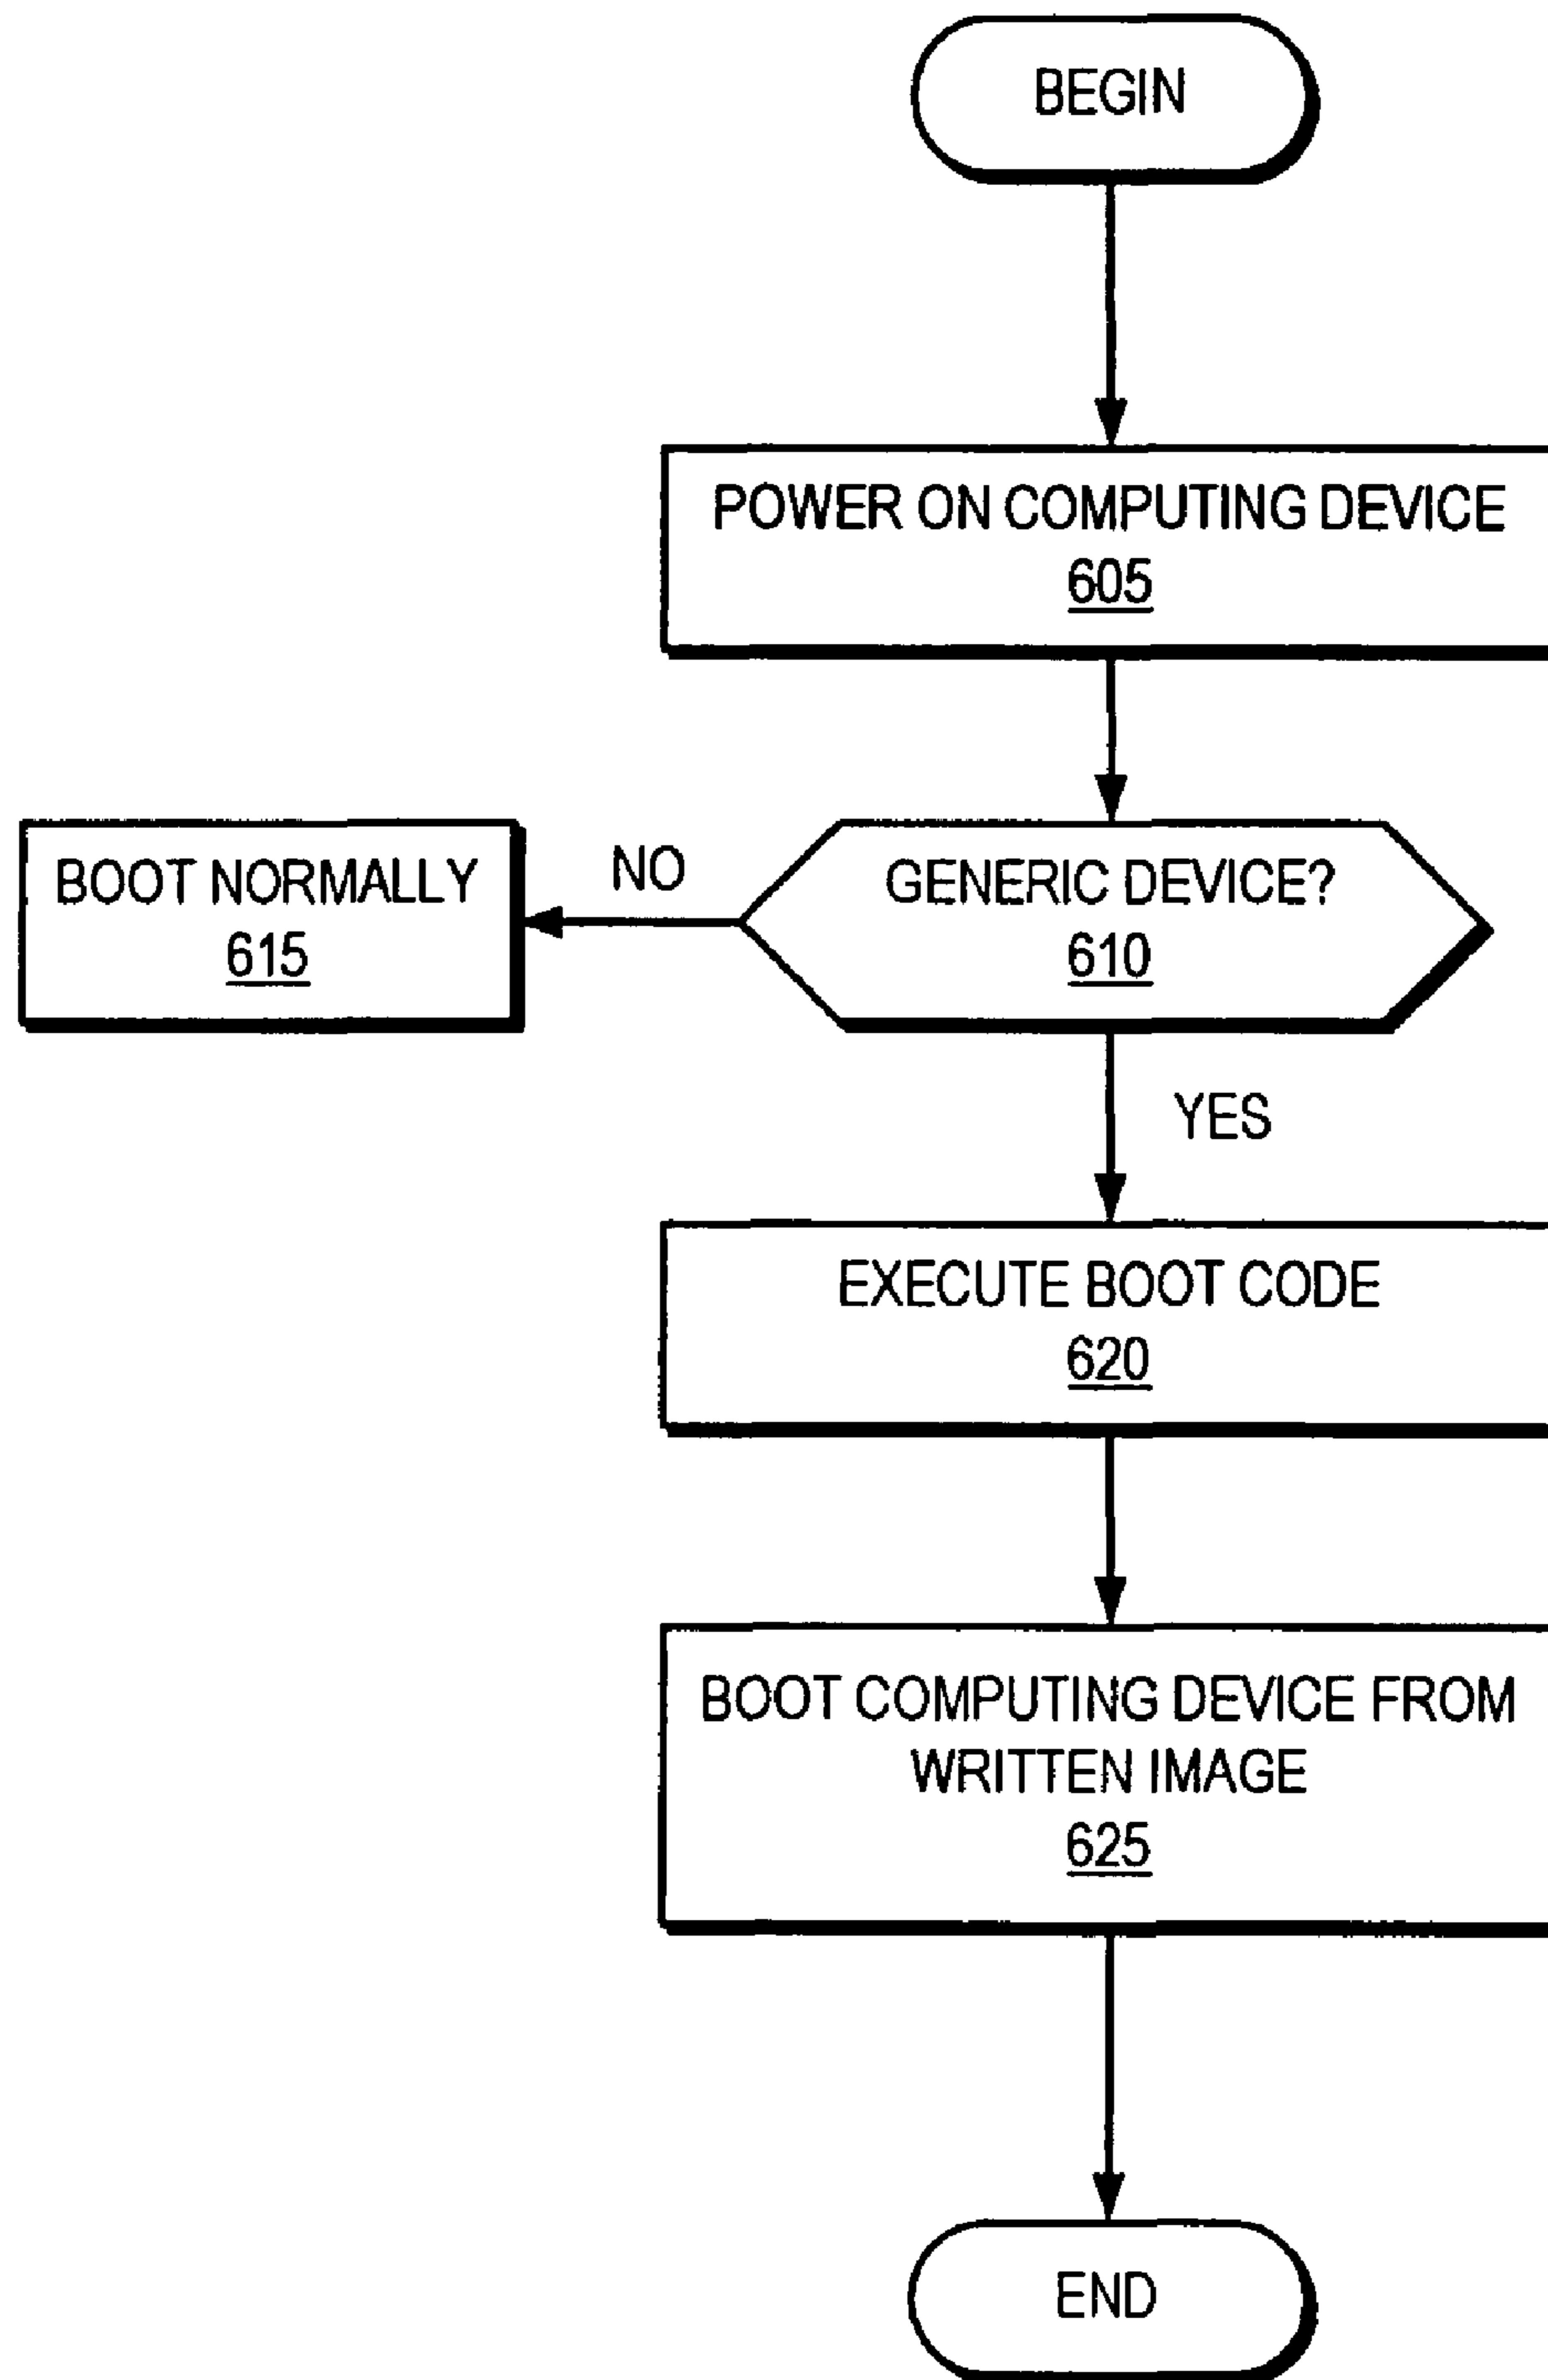 BEGIN
POWER ON COMPUTING DEVICE
605
GENERIC DEVICE?
610
NO
BOOT NORMALLY
615
YES
EXECUTE BOOT CODE
620
BOOT COMPUTING DEVICE FROM
WRITTEN IMAGE
625
END